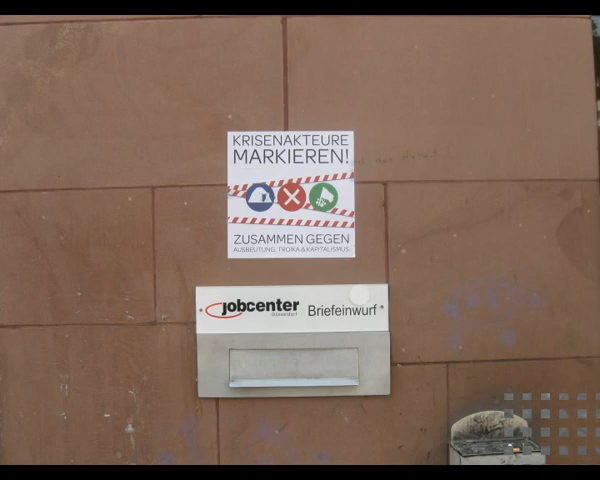 KRISENAKTEURE
MARKIEREN!
ZUSAMMEN GEGEN
AUSBEUTUNG, TROIKA & KAPITALISMUS.
jobcenter
Düsseldorf
Briefeinwurf